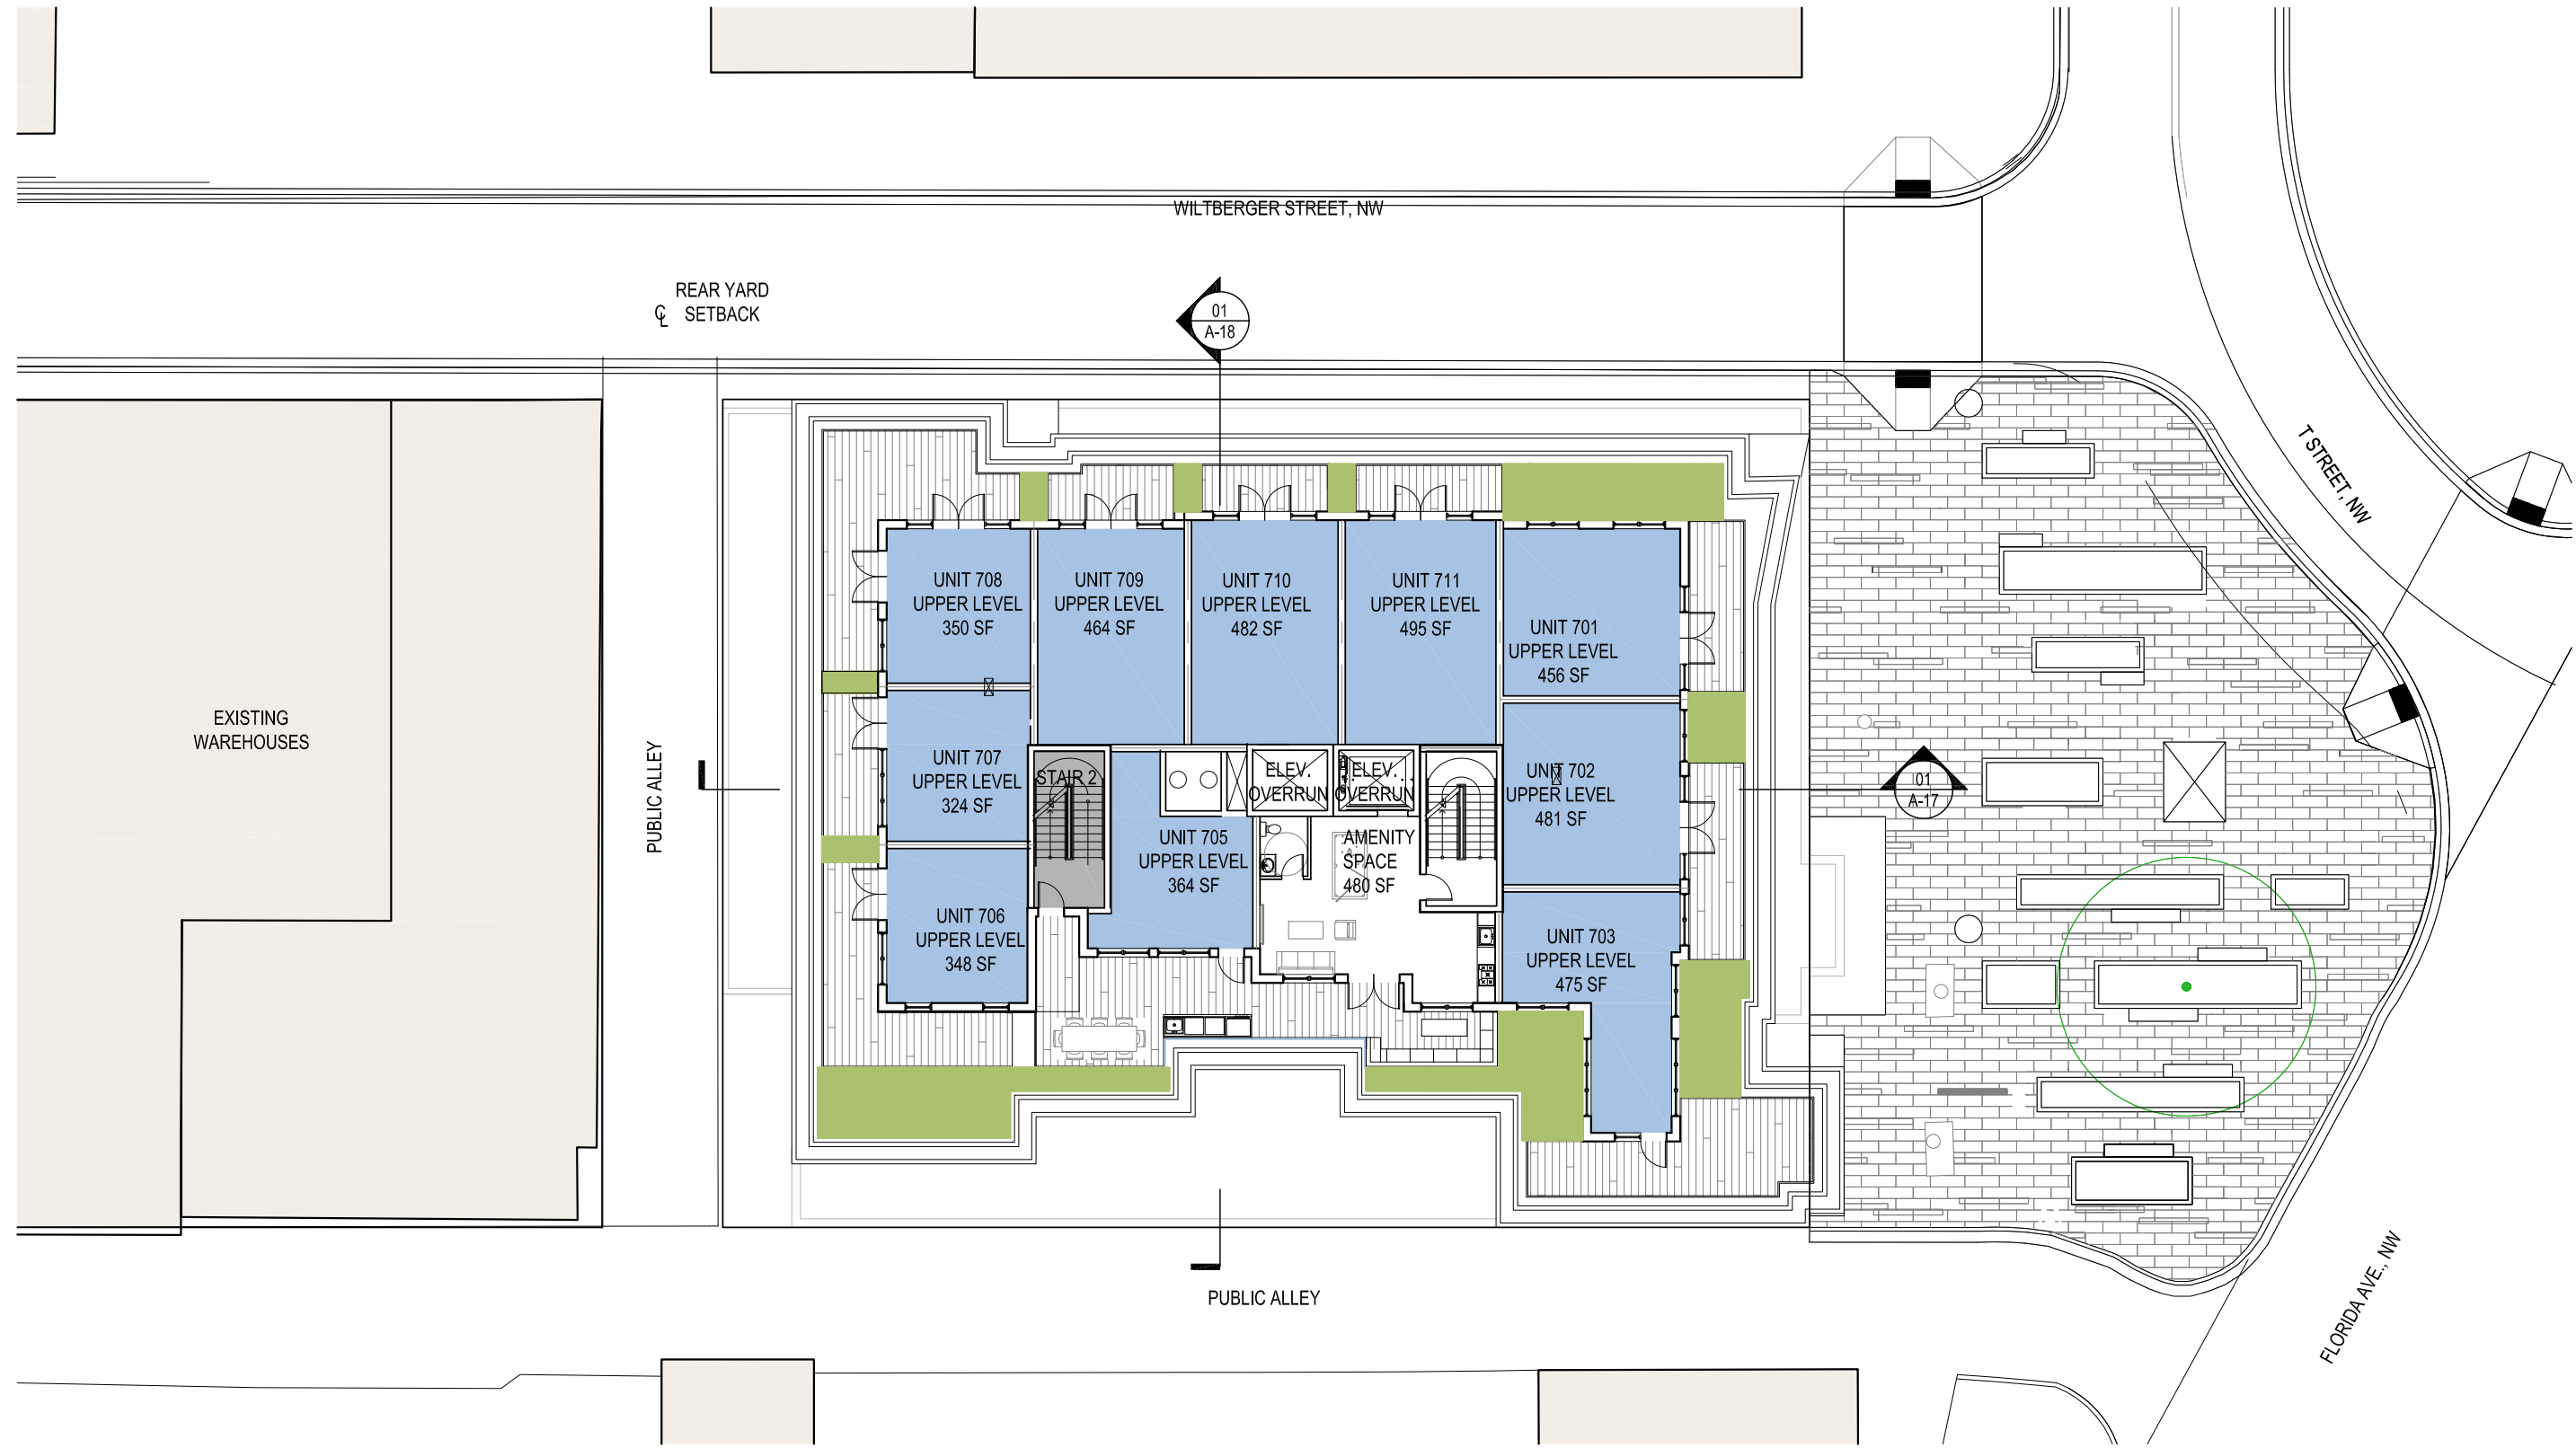 WILTBERGER STREET, NW
REAR YARD
SETBACK
01
A-18
T STREET, NW
UNIT 708
UPPER LEVEL
350 SF
UNIT 709
UPPER LEVEL
464 SF
UNIT 710
UPPER LEVEL
482 SF
UNIT 711
UPPER LEVEL
495 SF
UNIT 701
UPPER LEVEL
456 SF
EXISTING
WAREHOUSES
PUBLIC ALLEY
UNIT 707
UPPER LEVEL
324 SF
STAIR 2
ELEV.
OVERRUN
ELEV.
OVERRUN
UNIT 702
UPPER LEVEL
481 SF
01
A-17
UNIT 705
UPPER LEVEL
364 SF
AMENITY
SPACE
480 SF
UNIT 706
UPPER LEVEL
348 SF
UNIT 703
UPPER LEVEL
475 SF
PUBLIC ALLEY
FLORIDA AVE., NW